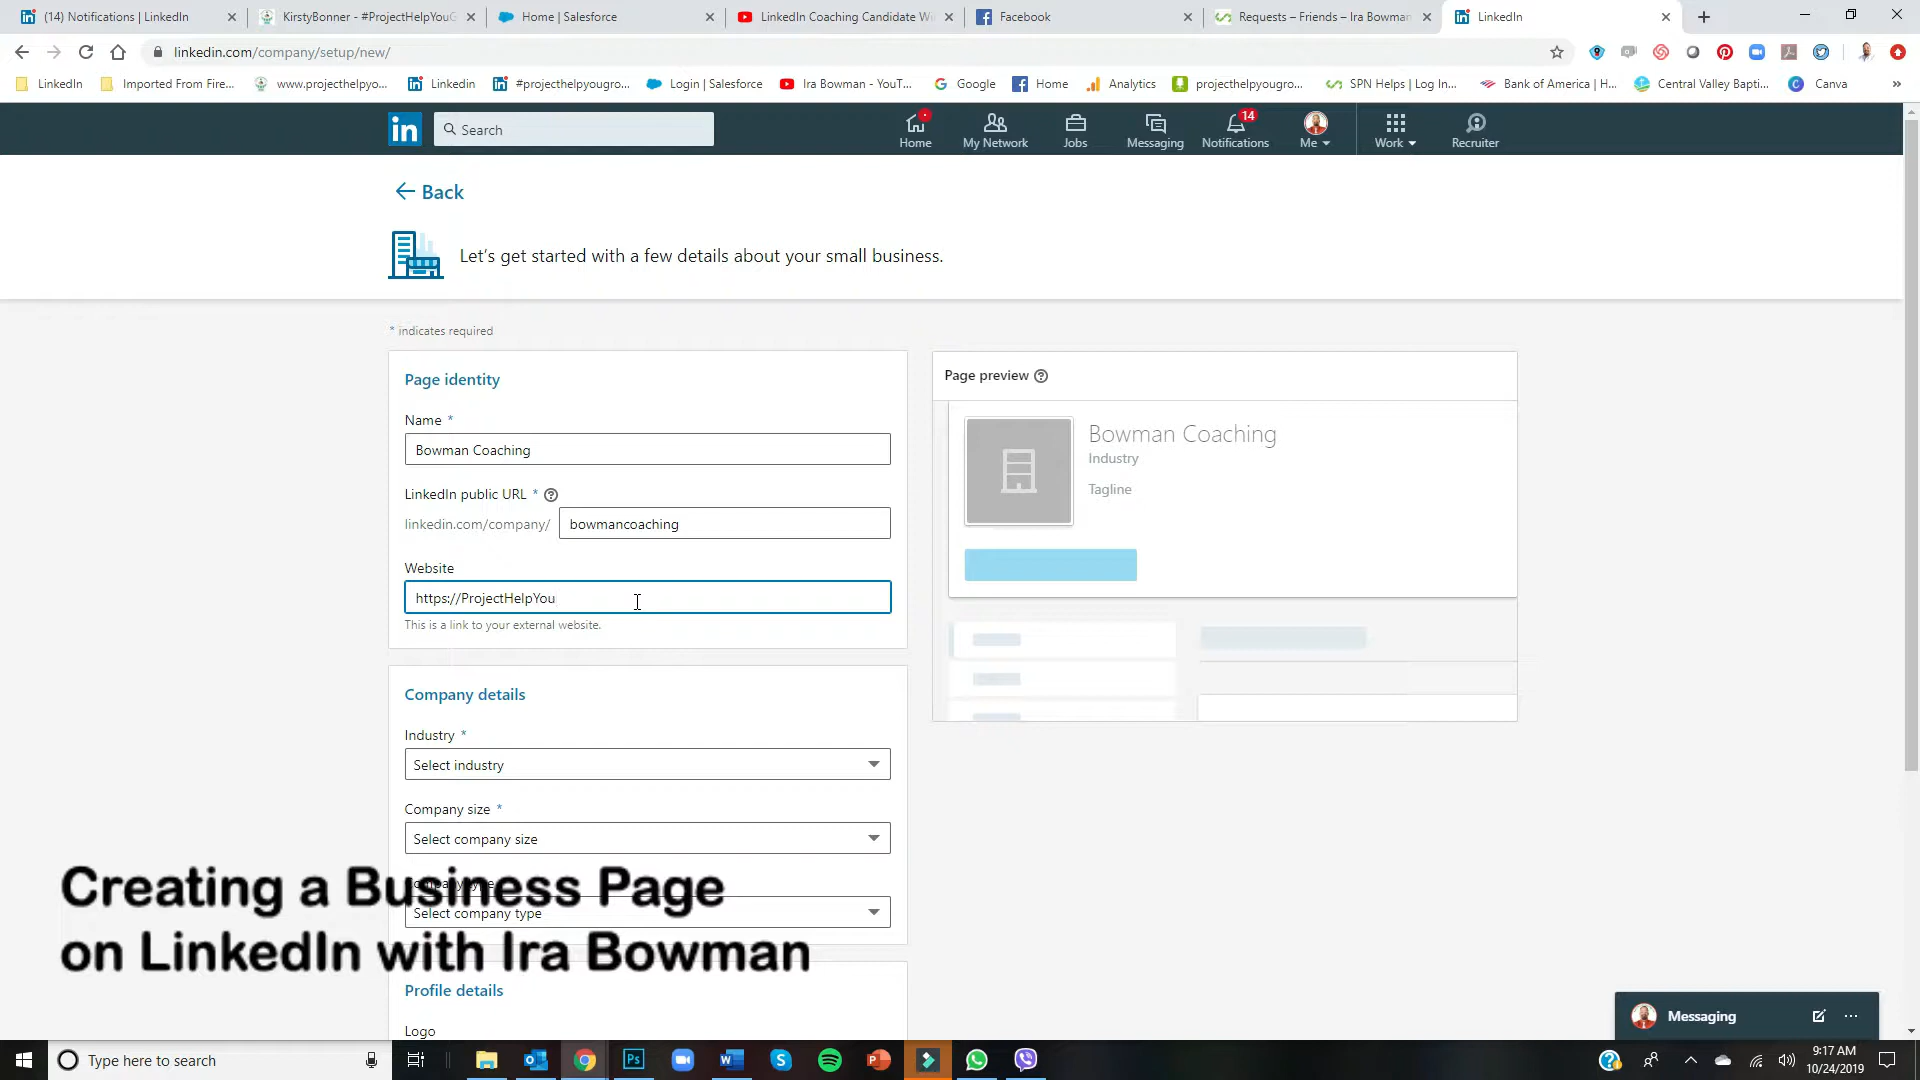 (14) Notifications | LinkedIn
KirstyBonner - #ProjectHelpYouG
Home | Salesforce
LinkedIn Coaching Candidate Wi
Facebook
Requests – Friends – Ira Bowman
LinkedIn
linkedin.com/company/setup/new/
LinkedIn
Imported From Fire...
www.projecthelpyo...
Linkedin
#projecthelpyougro...
Login | Salesforce
Ira Bowman - YouT...
Google
Home
Analytics
projecthelpyougro...
SPN Helps | Log In...
Bank of America | H...
Central Valley Bapti...
Canva
»
in
Search
Home
My Network
Jobs
Messaging
14
Notifications
Me
Work
Recruiter
Back
Let's get started with a few details about your small business.
* indicates required
Page identity
Name *
Bowman Coaching
LinkedIn public URL *
linkedin.com/company/
bowmancoaching
Website
https://ProjectHelpYou
This is a link to your external website.
Page preview
Bowman Coaching
Industry
Tagline
Company details
Industry *
Select industry
Company size *
Select company size
Select company type
Creating a Business Page
on LinkedIn with Ira Bowman
Profile details
Logo
Messaging
Type here to search
9:17 AM
10/24/2019